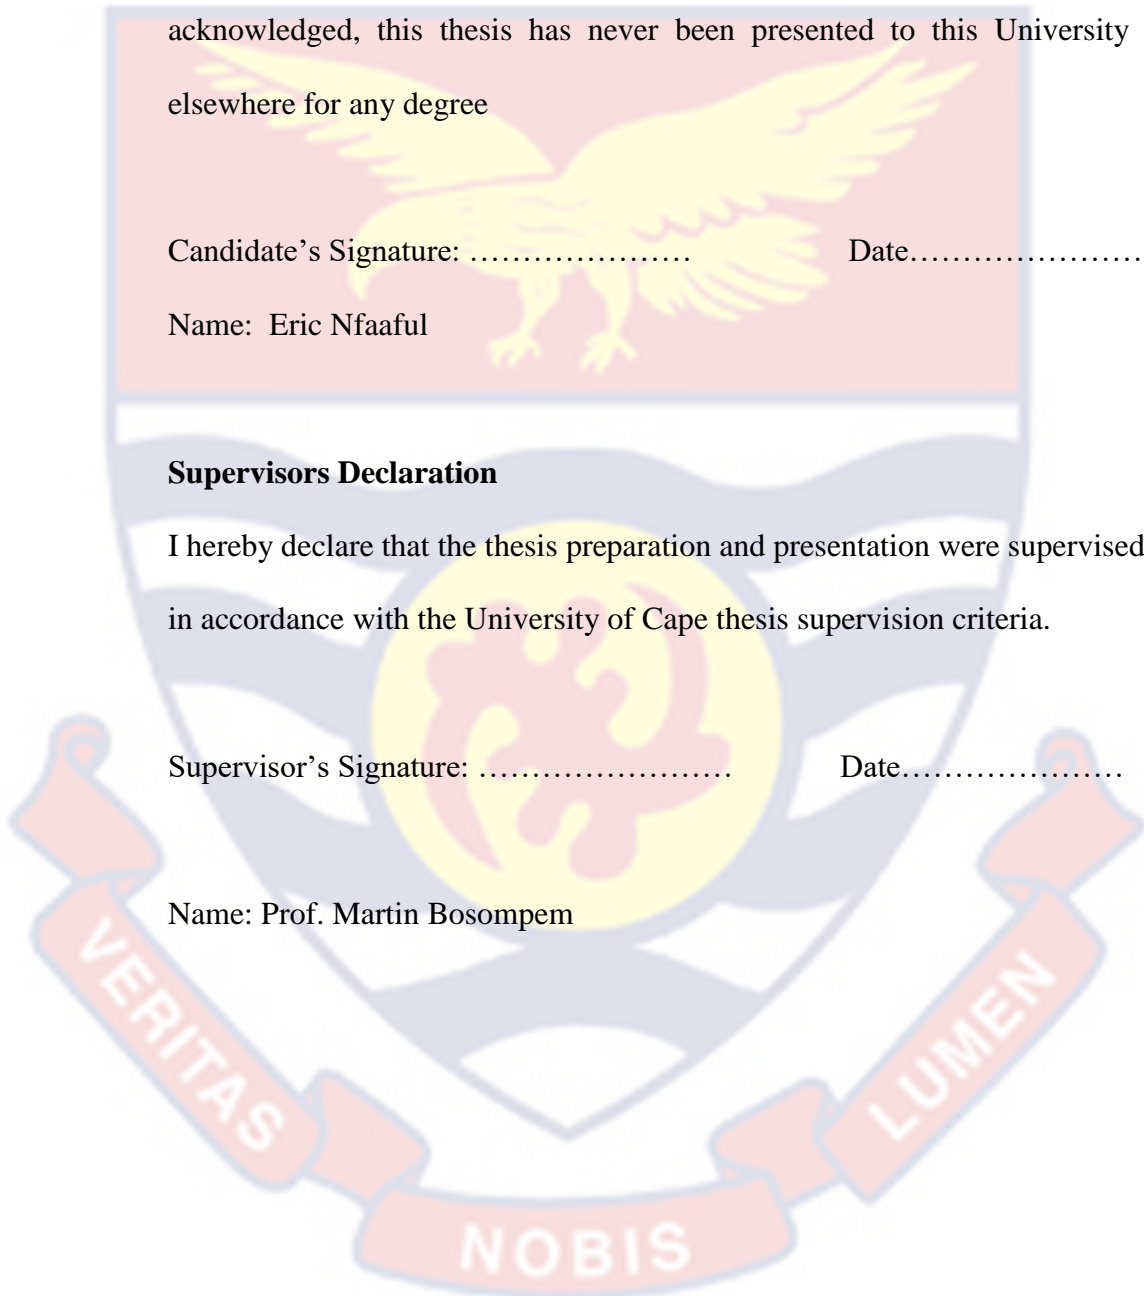 acknowledged, this thesis has never been presented to this University
elsewhere for any degree
Candidate’s Signature: ………………… Date………………….
Name: Eric Nfaaful
Supervisors Declaration
I hereby declare that the thesis preparation and presentation were supervised
in accordance with the University of Cape thesis supervision criteria.
Supervisor’s Signature: …………………… Date…………………
Name: Prof. Martin Bosompem
VERITAS
NOBIS
LUMEN